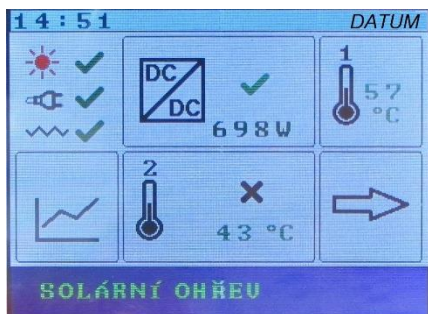 14:51 DATUM
DC
DC
698W
1
57
°C
2
43 °C
SOLÁRNÍ OHŘEV